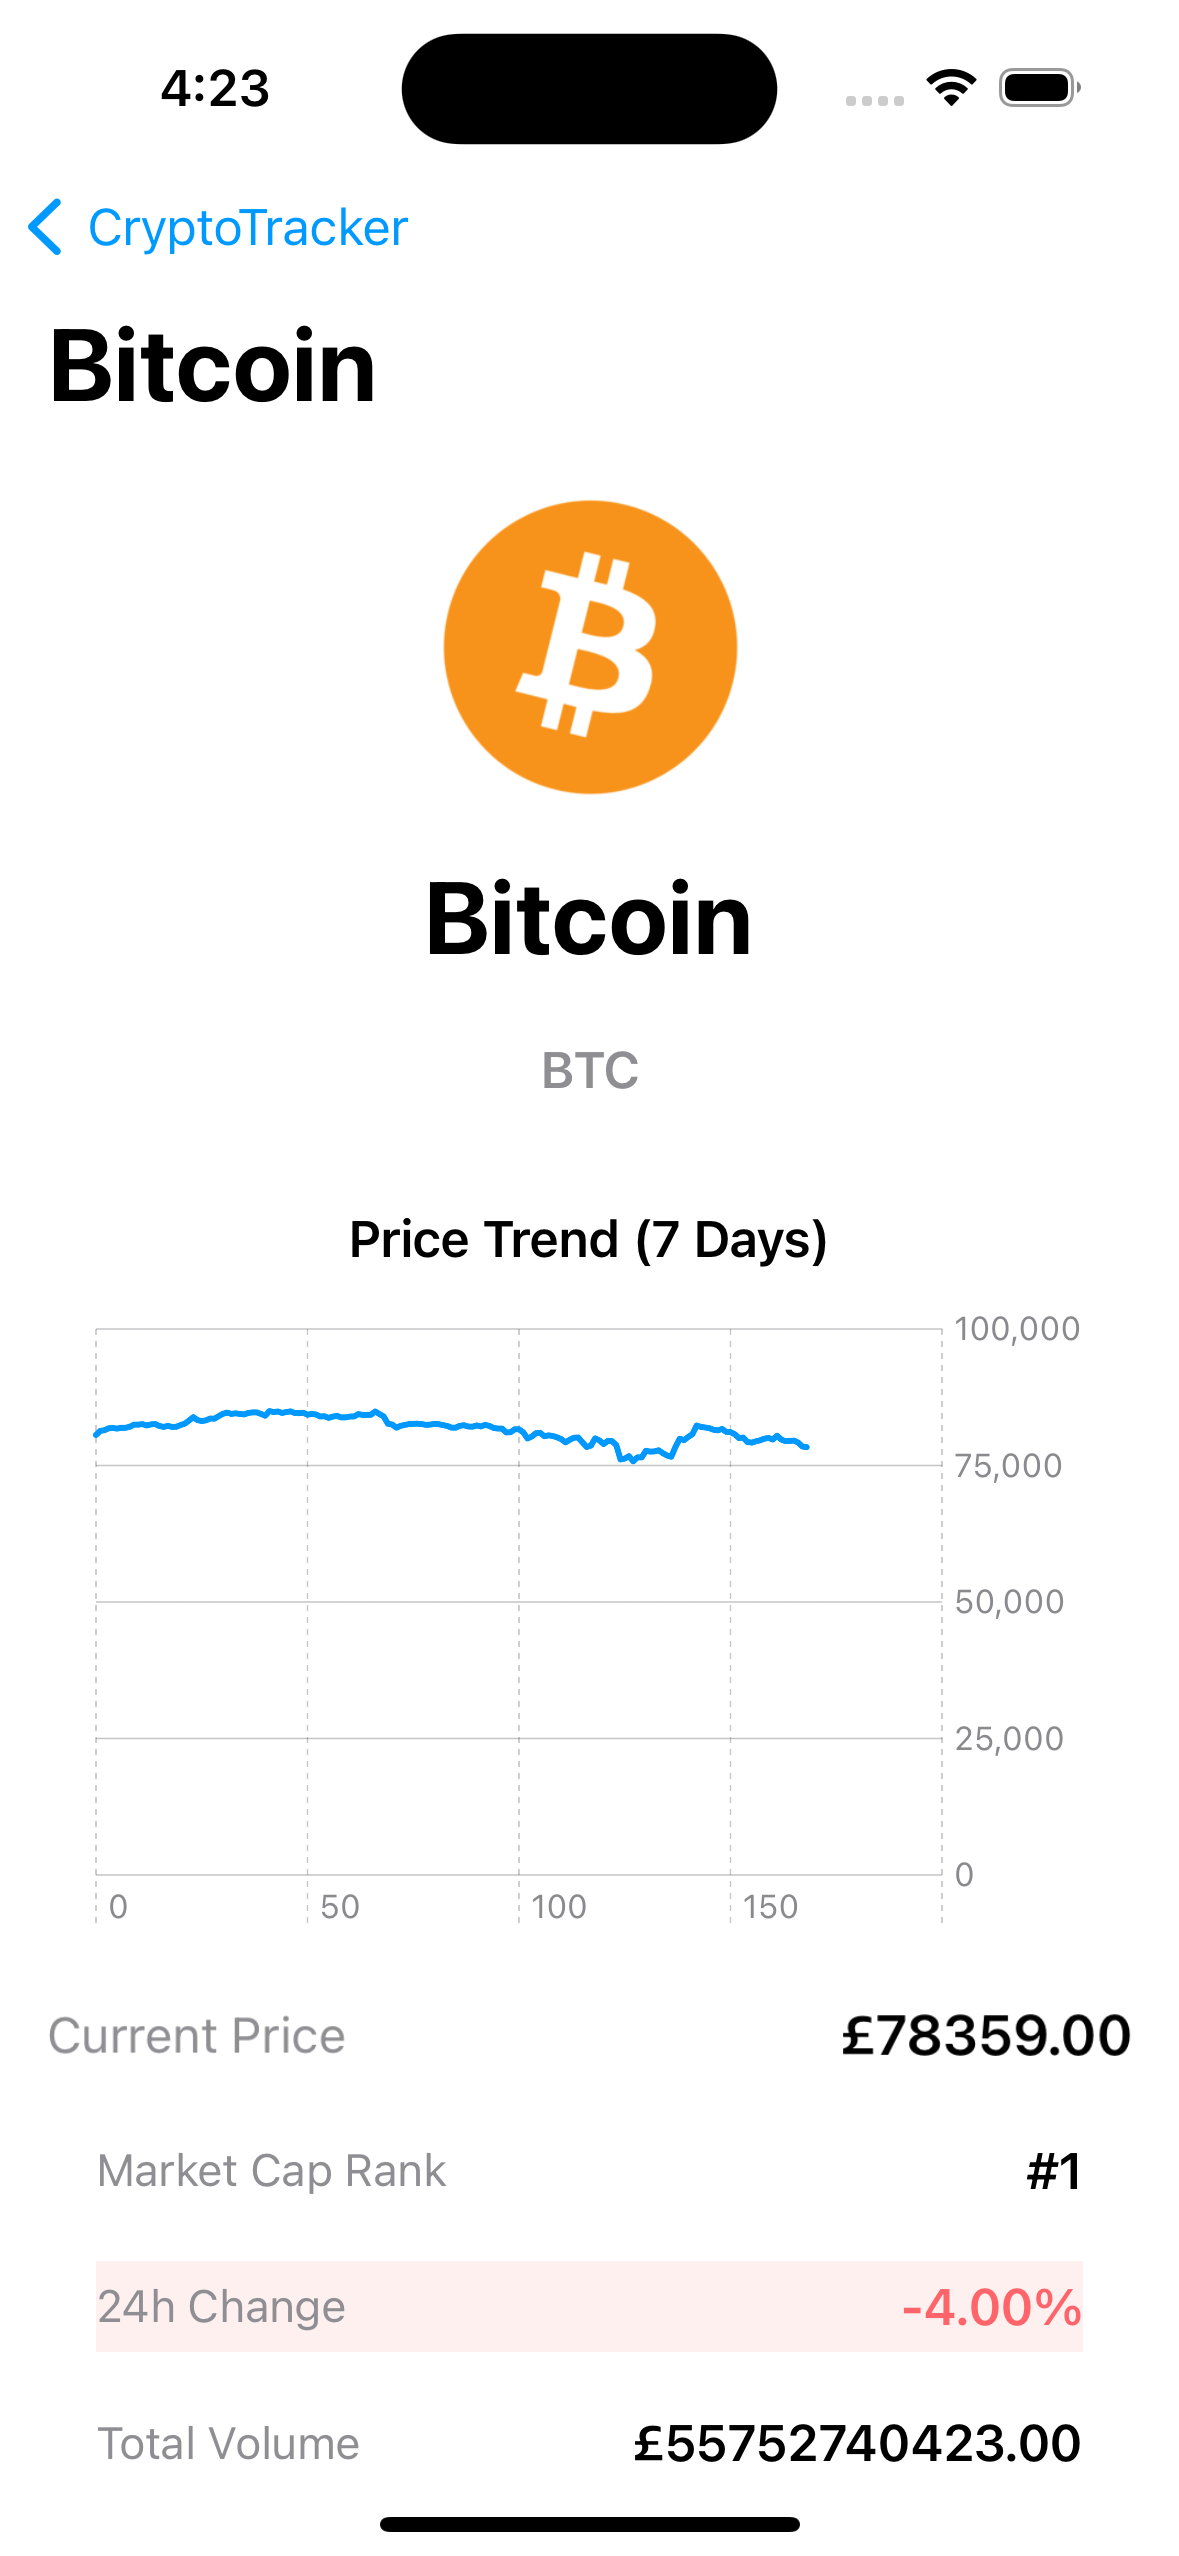 4:23
CryptoTracker
Bitcoin
Bitcoin
BTC
Price Trend (7 Days)
100,000
75,000
50,000
25,000
0
0 50 100 150
Current Price £78359.00
Market Cap Rank #1
24h Change -4.00%
Total Volume £55752740423.00